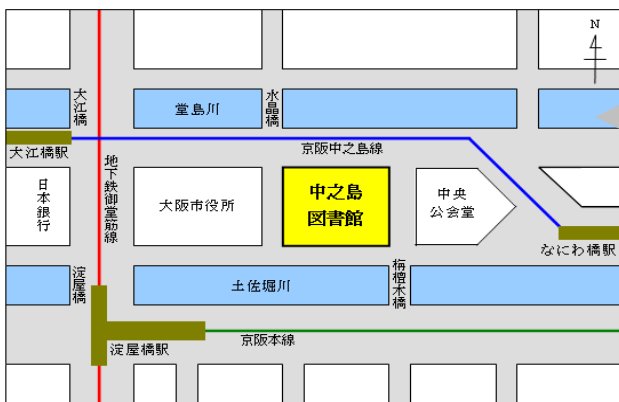 N
大江橋
堂島川
水晶橋
大江橋駅
京阪中之島線
地下鉄御堂筋線
日本銀行
大阪市役所
中之島
図書館
中央
公会堂
なにわ橋駅
淀屋橋
土佐堀川
栴檀木橋
京阪本線
淀屋橋駅